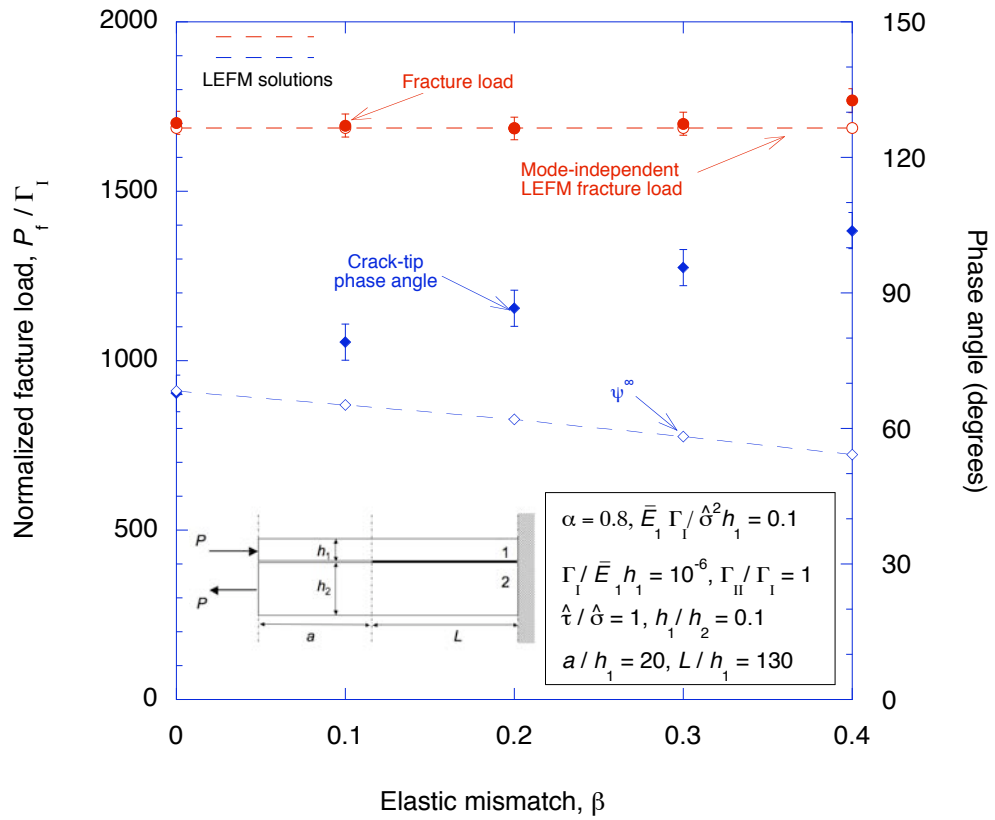 2000
1500
1000
500
0
Normalized facture load, P_f / Γ_I
150
120
90
60
30
0
Phase angle (degrees)
0
0.1
0.2
0.3
0.4
Elastic mismatch, β
LEFM solutions
Fracture load
Mode-independent
LEFM fracture load
Crack-tip
phase angle
ψ^∞
P
P
h_1
h_2
1
2
a
L
α = 0.8, Ē_1 Γ_I / σ̂^2 h_1 = 0.1
Γ_I / Ē_1 h_1 = 10^-6, Γ_II / Γ_I = 1
τ̂ / σ̂ = 1, h_1 / h_2 = 0.1
a / h_1 = 20, L / h_1 = 130